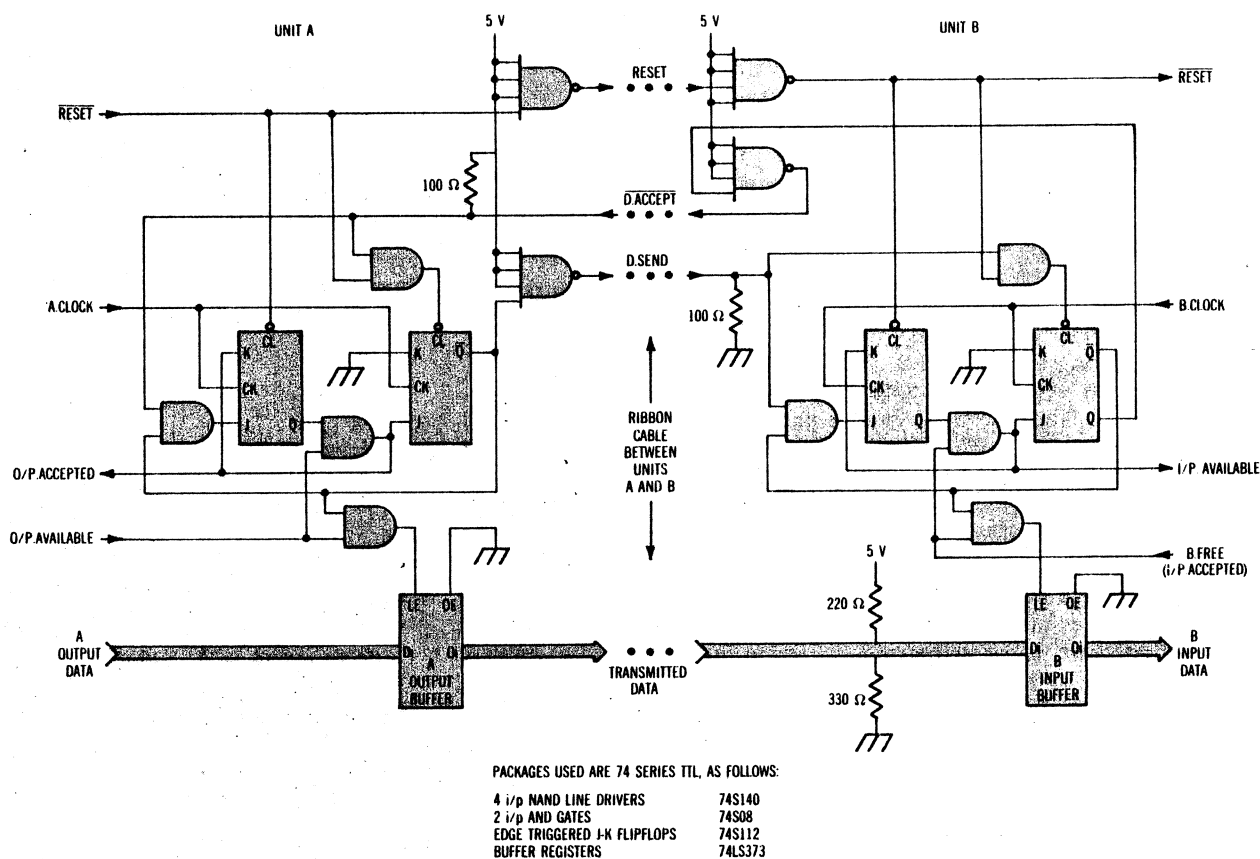 UNIT A
5 V
5 V
UNIT B
RESET
RESET
RESET
100 Ω
D.ACCEPT
D.SEND
A.CLOCK
100 Ω
B.CLOCK
CL
K
CK
J
Q
CL
K
CK
J
Q
CL
K
CK
J
Q
CL
K
CK
J
Q
Q
RIBBON
CABLE
BETWEEN
UNITS
A AND B
O/P.ACCEPTED
I/P. AVAILABLE
O/P.AVAILABLE
B.FREE
(i/P.ACCEPTED)
5 V
220 Ω
330 Ω
A
OUTPUT
DATA
LE
OE
Di
Oi
A
OUTPUT
BUFFER
TRANSMITTED
DATA
LE
OE
Di
Oi
B
INPUT
BUFFER
B
INPUT
DATA
PACKAGES USED ARE 74 SERIES TTL, AS FOLLOWS:
4 i/p NAND LINE DRIVERS 74S140
2 i/p AND GATES 74S08
EDGE TRIGGERED J-K FLIPFLOPS 74S112
BUFFER REGISTERS 74LS373